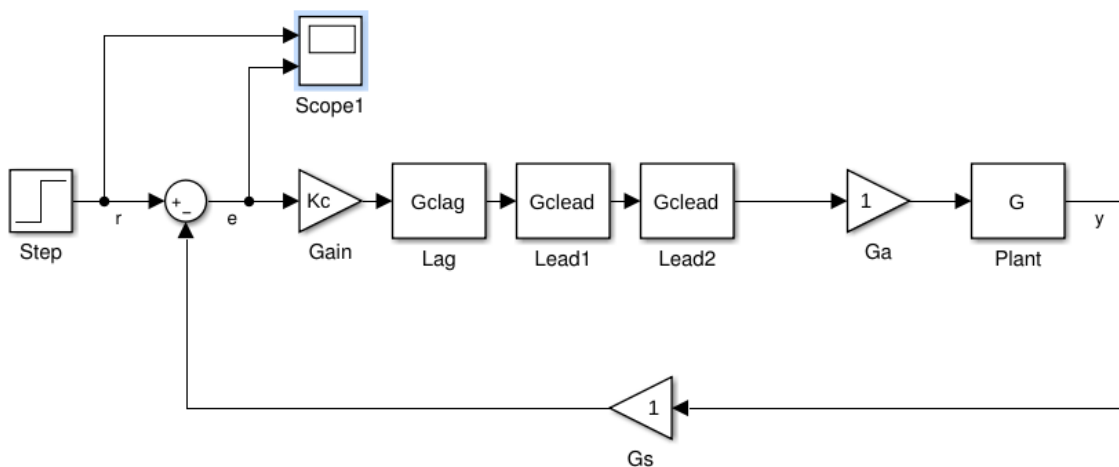 Scope1
+
−
Kc
Gclag
Gclead
Gclead
1
G
r
e
y
Step
Gain
Lag
Lead1
Lead2
Ga
Plant
1
Gs